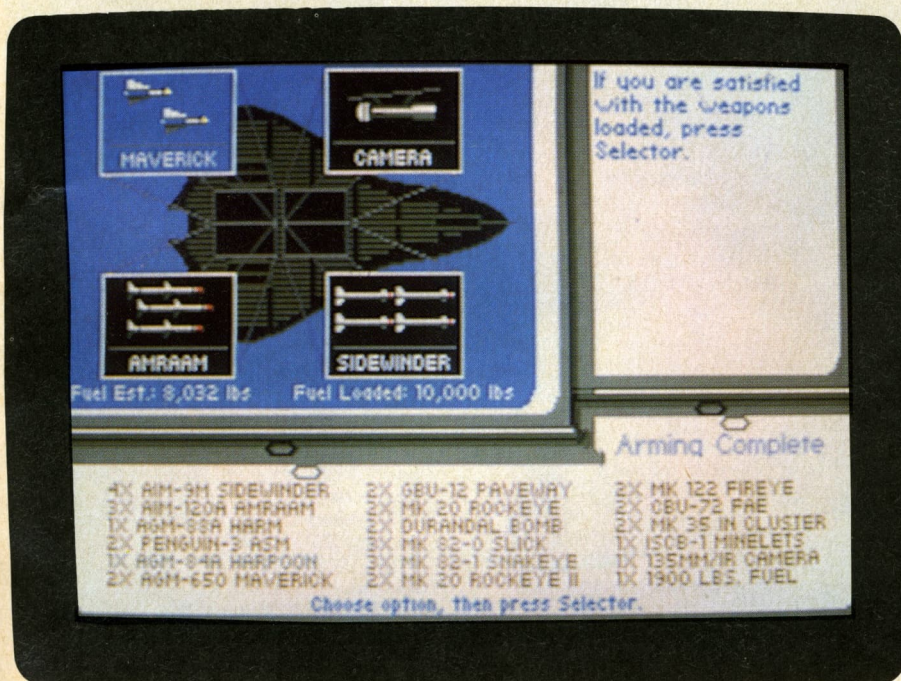 MAVERICK
CAMERA
AMRAAM
SIDEWINDER
Fuel Est.: 8,032 lbs
Fuel Loaded: 10,000 lbs
If you are satisfied
with the weapons
loaded, press
Selector.
Arming Complete
4X AIM-9M SIDEWINDER
3X AIM-120A AMRAAM
1X AGM-88A HARM
2X PENGUIN-3 ASM
1X AGM-84A HARPOON
2X AGM-650 MAVERICK
2X GBU-12 PAVEWAY
2X MK 20 ROCKEYE
2X DURANDAL BOMB
3X MK 82-0 SLICK
3X MK 82-1 SNAKEYE
2X MK 20 ROCKEYE II
2X MK 122 FIREYE
2X CBU-72 FAE
2X MK 35 IN CLUSTER
1X ISCB-1 MINELETS
1X 135MM/IR CAMERA
1X 1900 LBS. FUEL
Choose option, then press Selector.